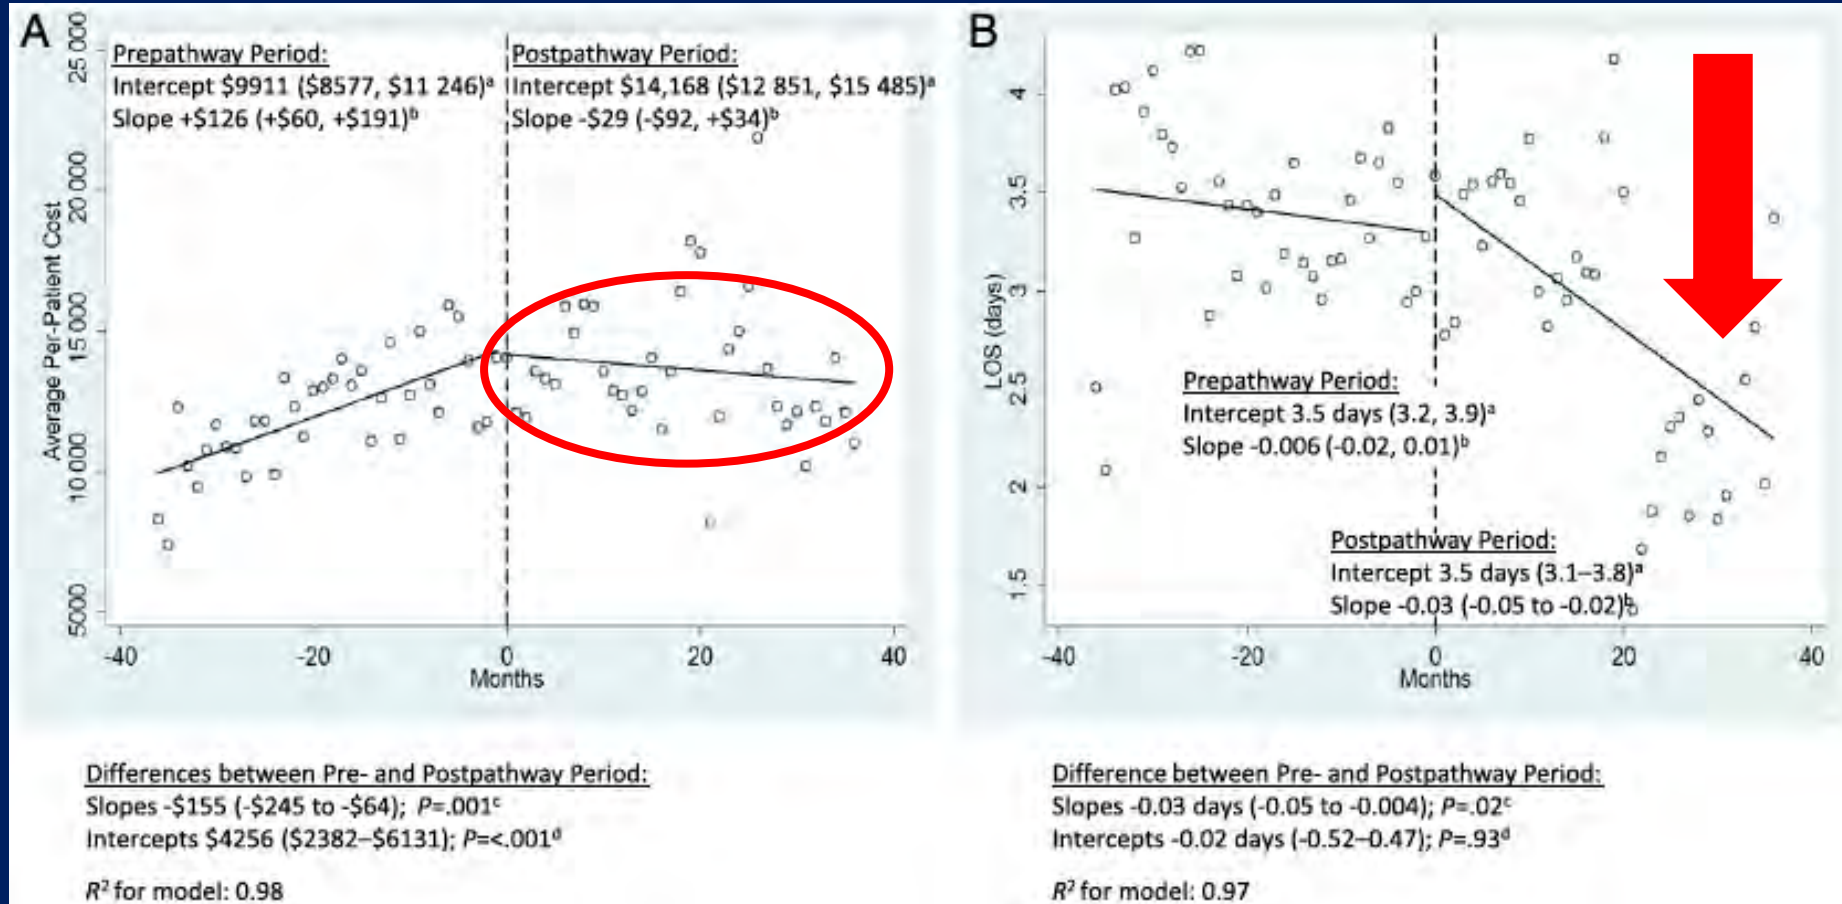 A
Prepathway Period:
Intercept $9911 ($8577, $11 246)ᵃ
Slope +$126 (+$60, +$191)ᵇ
Postpathway Period:
Intercept $14,168 ($12 851, $15 485)ᵃ
Slope -$29 (-$92, +$34)ᵇ
Average Per-Patient Cost
25 000
20 000
15 000
10 000
5000
-40
-20
0
20
40
Months
Differences between Pre- and Postpathway Period:
Slopes -$155 (-$245 to -$64); P=.001ᶜ
Intercepts $4256 ($2382–$6131); P=<.001ᵈ
R² for model: 0.98
B
LOS (days)
4
3.5
3
2.5
2
1.5
Prepathway Period:
Intercept 3.5 days (3.2, 3.9)ᵃ
Slope -0.006 (-0.02, 0.01)ᵇ
Postpathway Period:
Intercept 3.5 days (3.1–3.8)ᵃ
Slope -0.03 (-0.05 to -0.02)ᵇ
-40
-20
0
20
40
Months
Difference between Pre- and Postpathway Period:
Slopes -0.03 days (-0.05 to -0.004); P=.02ᶜ
Intercepts -0.02 days (-0.52–0.47); P=.93ᵈ
R² for model: 0.97